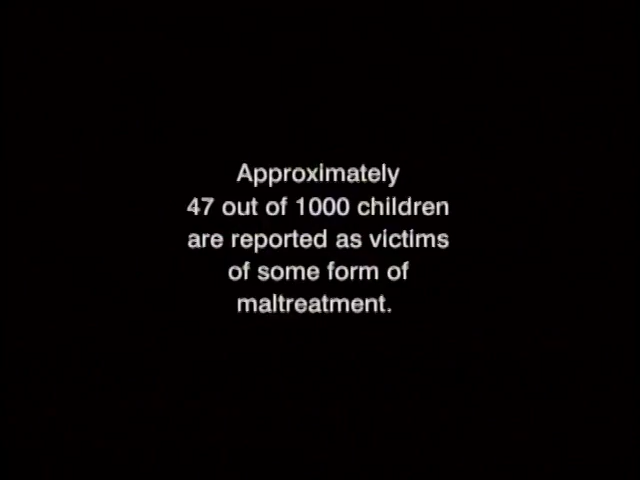 Approximately
47 out of 1000 children
are reported as victims
of some form of
maltreatment.